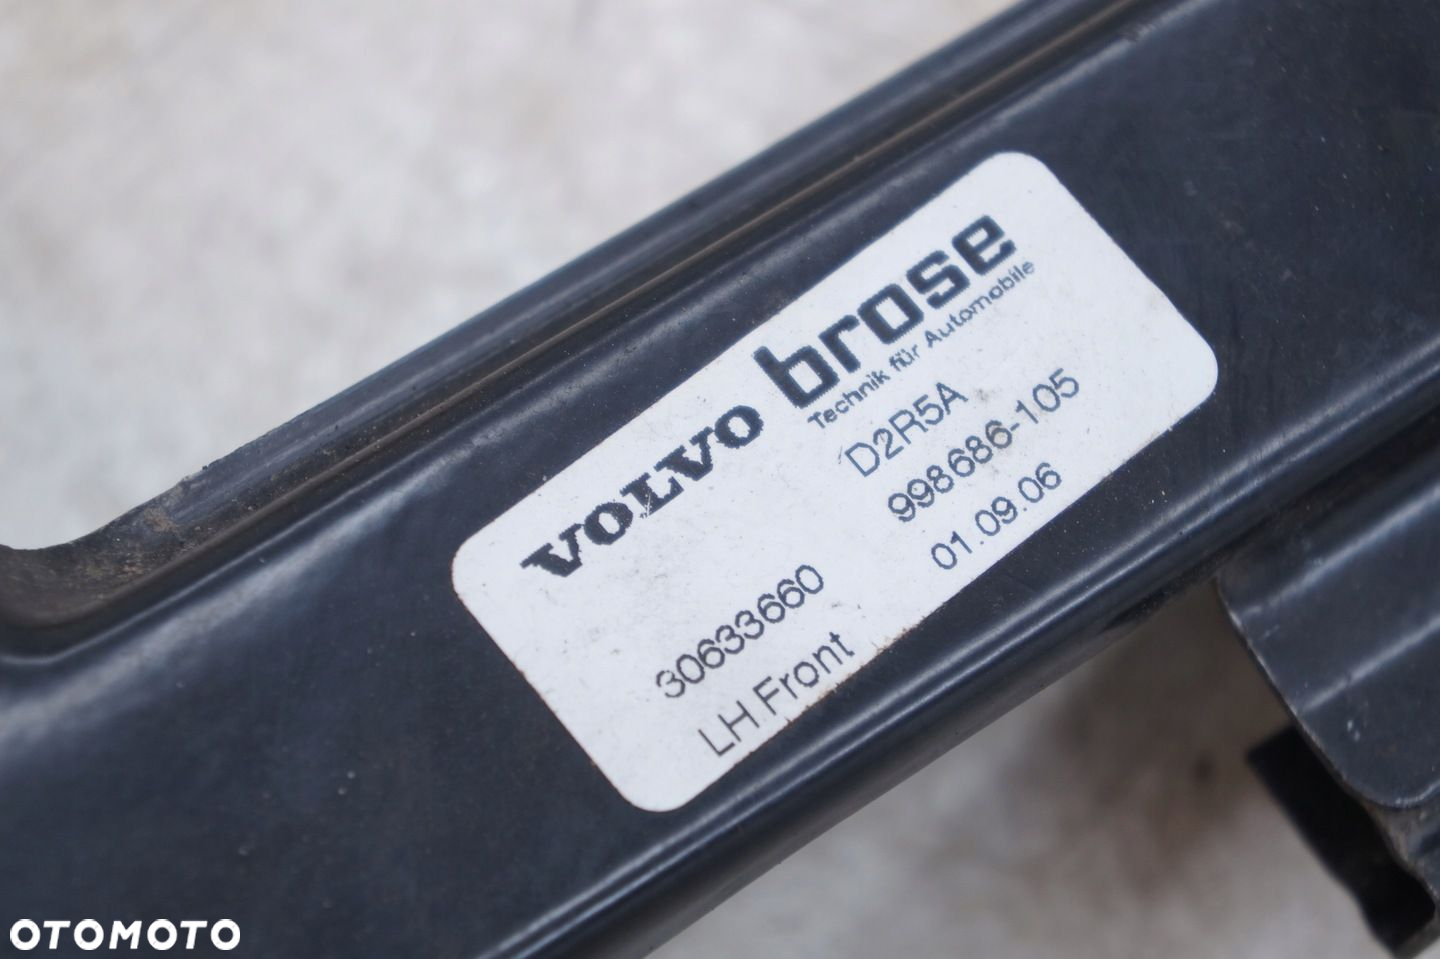 VOLVO brose
Technik für Automobile
D2R5A
998686-105
30633660 01.09.06
LH Front
OTOMOTO